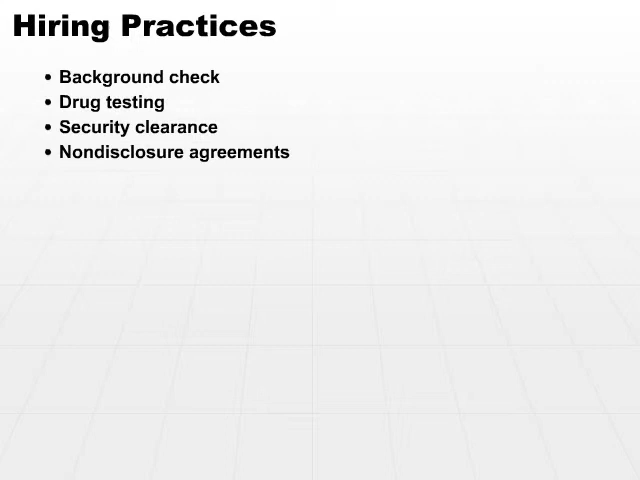 Hiring Practices
• Background check
• Drug testing
• Security clearance
• Nondisclosure agreements